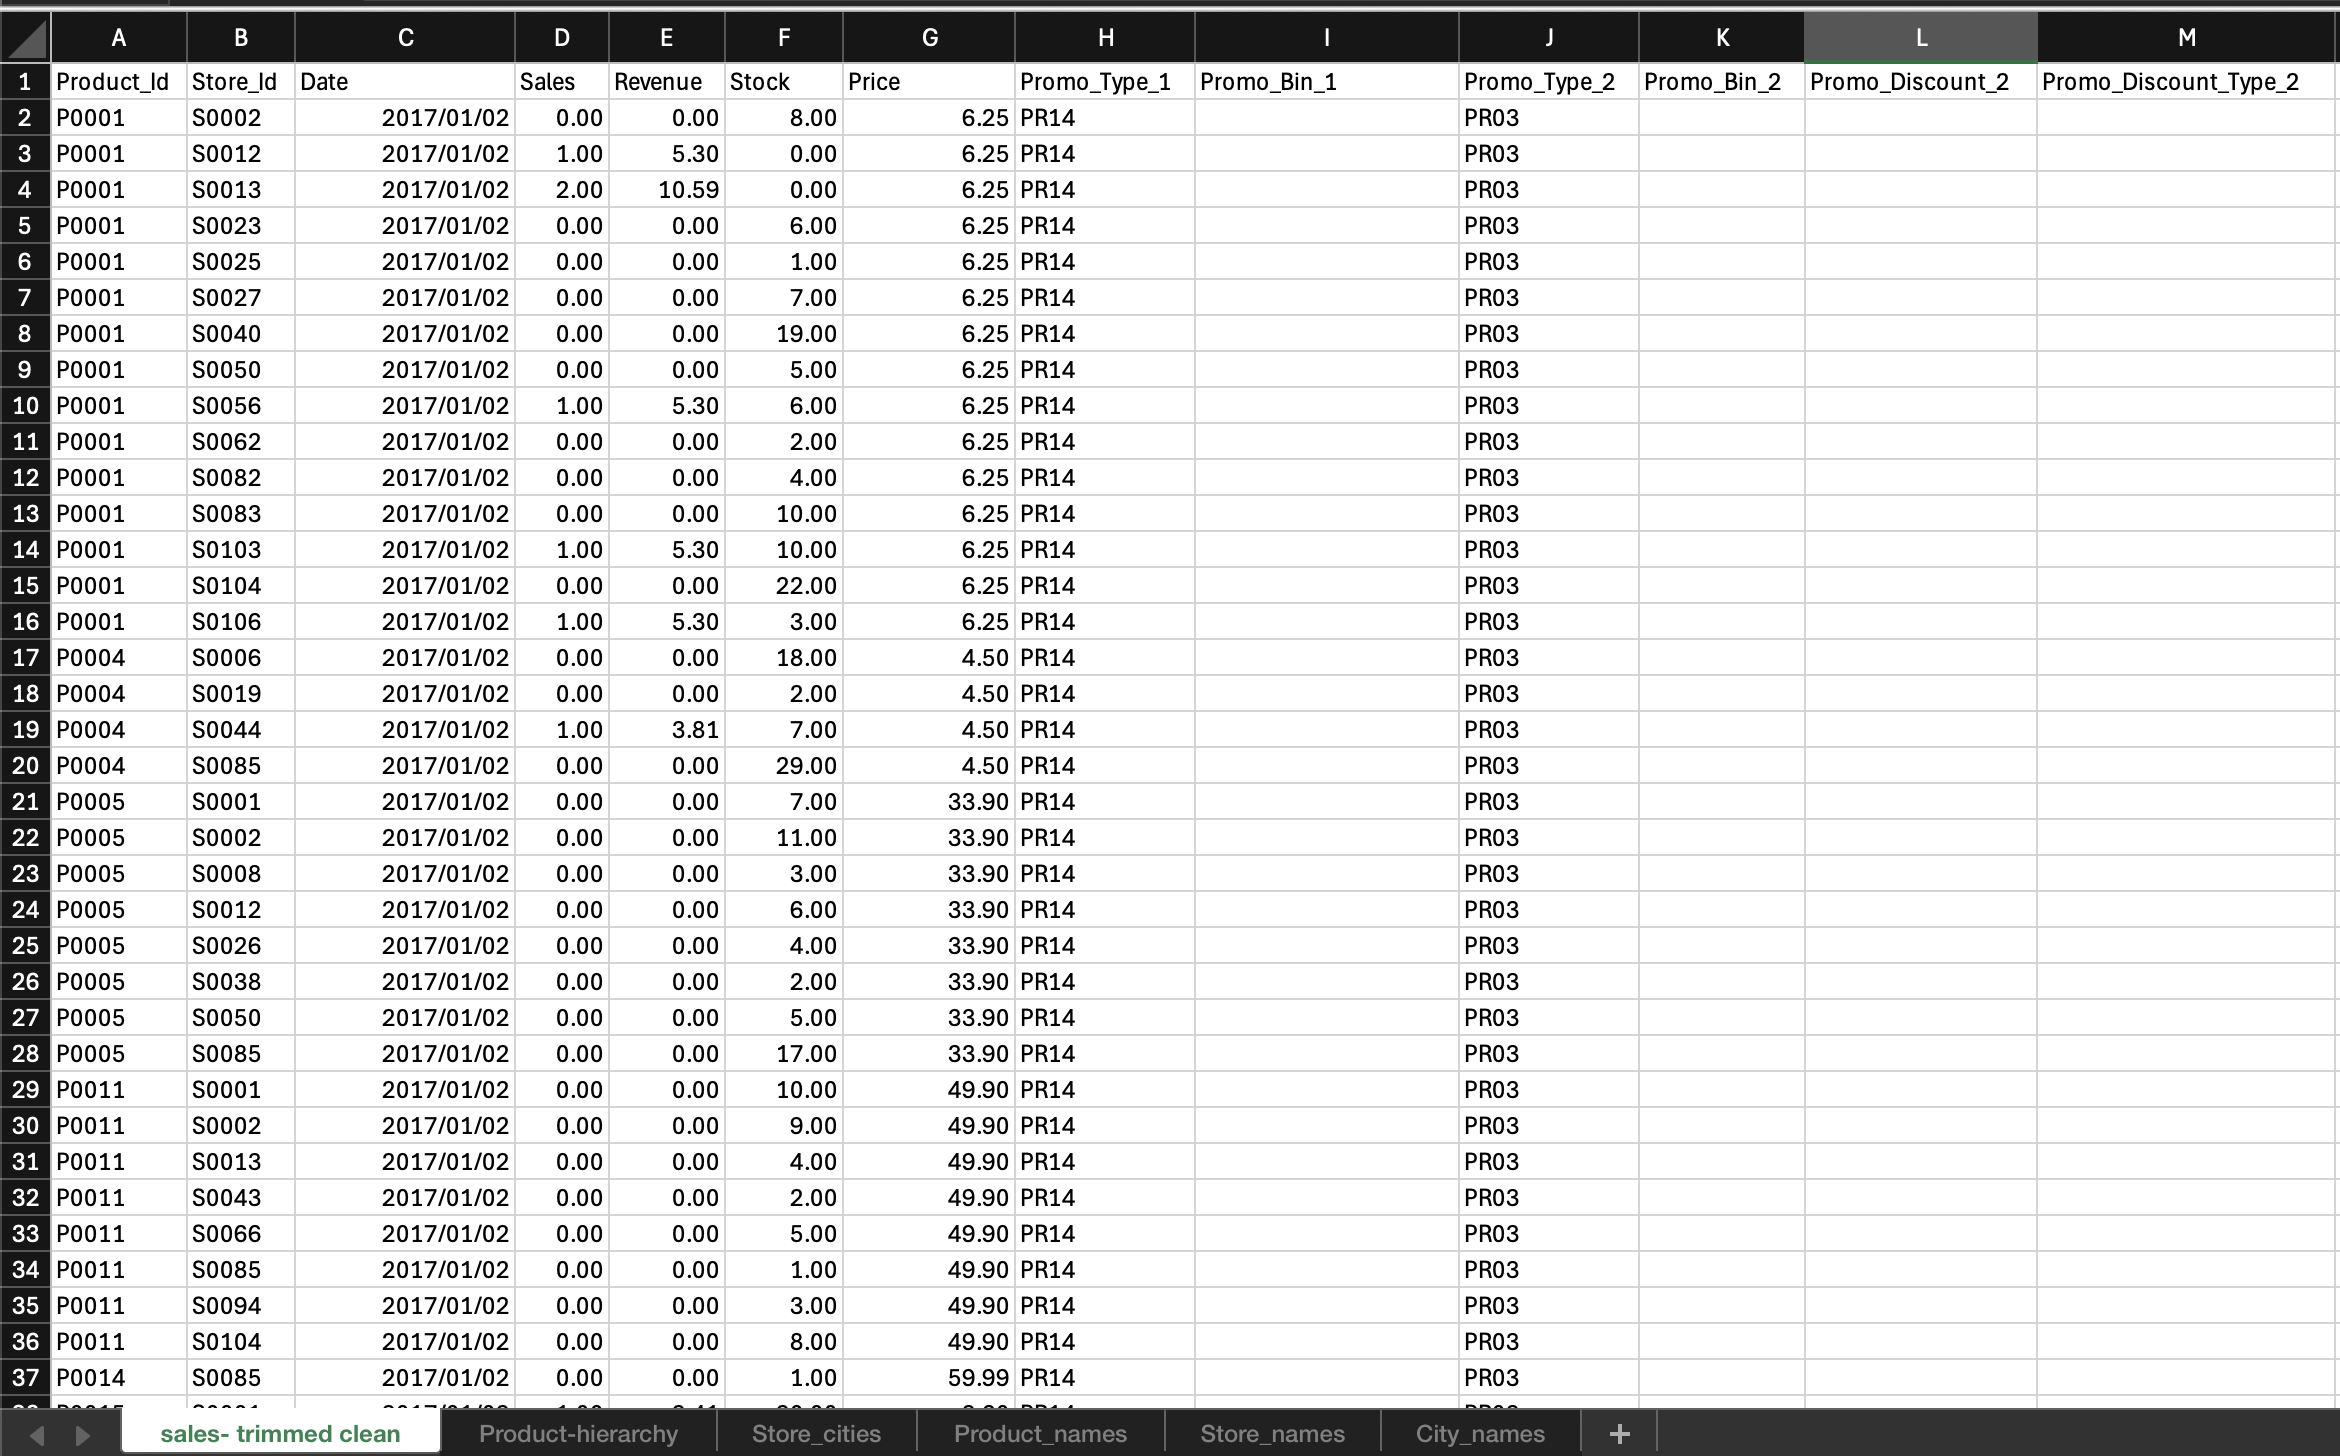 A B C D E F G H I J K L M
1 Product_Id Store_Id Date Sales Revenue Stock Price Promo_Type_1 Promo_Bin_1 Promo_Type_2 Promo_Bin_2 Promo_Discount_2 Promo_Discount_Type_2
2 P0001 S0002 2017/01/02 0.00 0.00 8.00 6.25 PR14 PR03
3 P0001 S0012 2017/01/02 1.00 5.30 0.00 6.25 PR14 PR03
4 P0001 S0013 2017/01/02 2.00 10.59 0.00 6.25 PR14 PR03
5 P0001 S0023 2017/01/02 0.00 0.00 6.00 6.25 PR14 PR03
6 P0001 S0025 2017/01/02 0.00 0.00 1.00 6.25 PR14 PR03
7 P0001 S0027 2017/01/02 0.00 0.00 7.00 6.25 PR14 PR03
8 P0001 S0040 2017/01/02 0.00 0.00 19.00 6.25 PR14 PR03
9 P0001 S0050 2017/01/02 0.00 0.00 5.00 6.25 PR14 PR03
10 P0001 S0056 2017/01/02 1.00 5.30 6.00 6.25 PR14 PR03
11 P0001 S0062 2017/01/02 0.00 0.00 2.00 6.25 PR14 PR03
12 P0001 S0082 2017/01/02 0.00 0.00 4.00 6.25 PR14 PR03
13 P0001 S0083 2017/01/02 0.00 0.00 10.00 6.25 PR14 PR03
14 P0001 S0103 2017/01/02 1.00 5.30 10.00 6.25 PR14 PR03
15 P0001 S0104 2017/01/02 0.00 0.00 22.00 6.25 PR14 PR03
16 P0001 S0106 2017/01/02 1.00 5.30 3.00 6.25 PR14 PR03
17 P0004 S0006 2017/01/02 0.00 0.00 18.00 4.50 PR14 PR03
18 P0004 S0019 2017/01/02 0.00 0.00 2.00 4.50 PR14 PR03
19 P0004 S0044 2017/01/02 1.00 3.81 7.00 4.50 PR14 PR03
20 P0004 S0085 2017/01/02 0.00 0.00 29.00 4.50 PR14 PR03
21 P0005 S0001 2017/01/02 0.00 0.00 7.00 33.90 PR14 PR03
22 P0005 S0002 2017/01/02 0.00 0.00 11.00 33.90 PR14 PR03
23 P0005 S0008 2017/01/02 0.00 0.00 3.00 33.90 PR14 PR03
24 P0005 S0012 2017/01/02 0.00 0.00 6.00 33.90 PR14 PR03
25 P0005 S0026 2017/01/02 0.00 0.00 4.00 33.90 PR14 PR03
26 P0005 S0038 2017/01/02 0.00 0.00 2.00 33.90 PR14 PR03
27 P0005 S0050 2017/01/02 0.00 0.00 5.00 33.90 PR14 PR03
28 P0005 S0085 2017/01/02 0.00 0.00 17.00 33.90 PR14 PR03
29 P0011 S0001 2017/01/02 0.00 0.00 10.00 49.90 PR14 PR03
30 P0011 S0002 2017/01/02 0.00 0.00 9.00 49.90 PR14 PR03
31 P0011 S0013 2017/01/02 0.00 0.00 4.00 49.90 PR14 PR03
32 P0011 S0043 2017/01/02 0.00 0.00 2.00 49.90 PR14 PR03
33 P0011 S0066 2017/01/02 0.00 0.00 5.00 49.90 PR14 PR03
34 P0011 S0085 2017/01/02 0.00 0.00 1.00 49.90 PR14 PR03
35 P0011 S0094 2017/01/02 0.00 0.00 3.00 49.90 PR14 PR03
36 P0011 S0104 2017/01/02 0.00 0.00 8.00 49.90 PR14 PR03
37 P0014 S0085 2017/01/02 0.00 0.00 1.00 59.99 PR14 PR03
sales- trimmed clean Product-hierarchy Store_cities Product_names Store_names City_names +